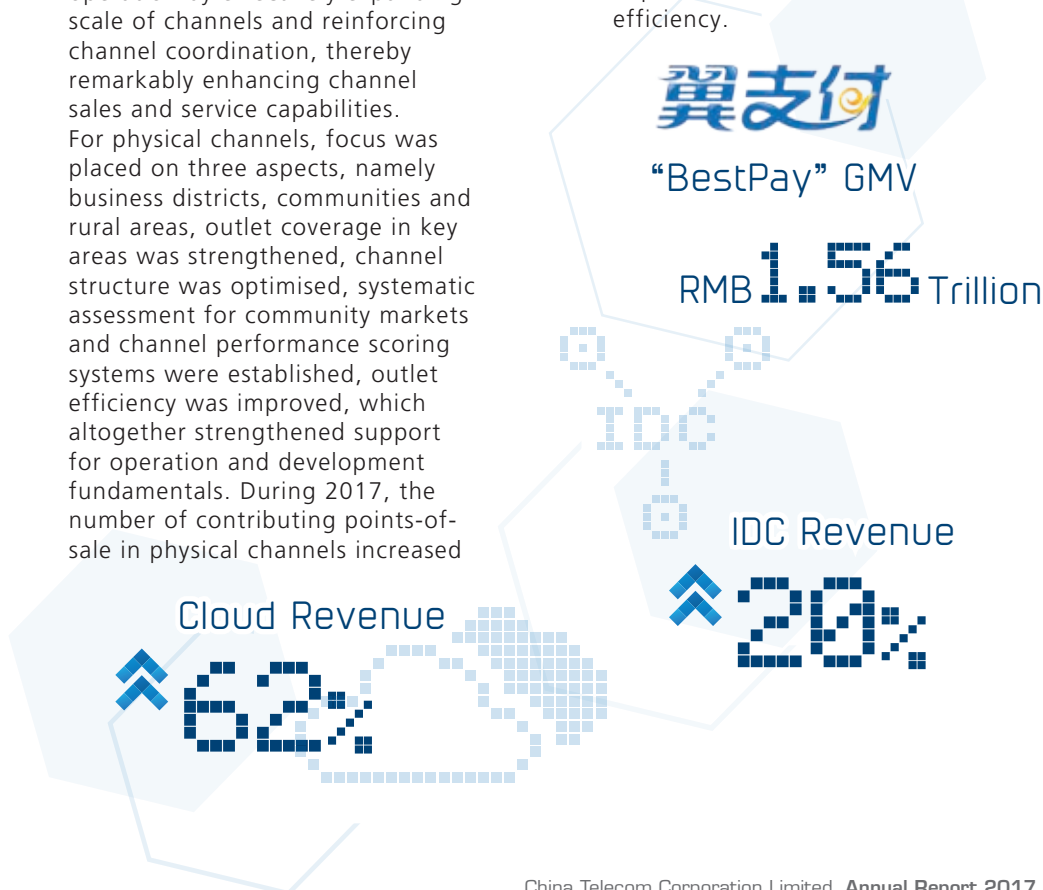 scale of channels and reinforcing
channel coordination, thereby
remarkably enhancing channel
sales and service capabilities.
For physical channels, focus was
placed on three aspects, namely
business districts, communities and
rural areas, outlet coverage in key
areas was strengthened, channel
structure was optimised, systematic
assessment for community markets
and channel performance scoring
systems were established, outlet
efficiency was improved, which
altogether strengthened support
for operation and development
fundamentals. During 2017, the
number of contributing points-of-
sale in physical channels increased
efficiency.
翼支付
“BestPay” GMV
RMB 1.56 Trillion
IDC
IDC Revenue
20%
Cloud Revenue
62%
China Telecom Corporation Limited Annual Report 2017